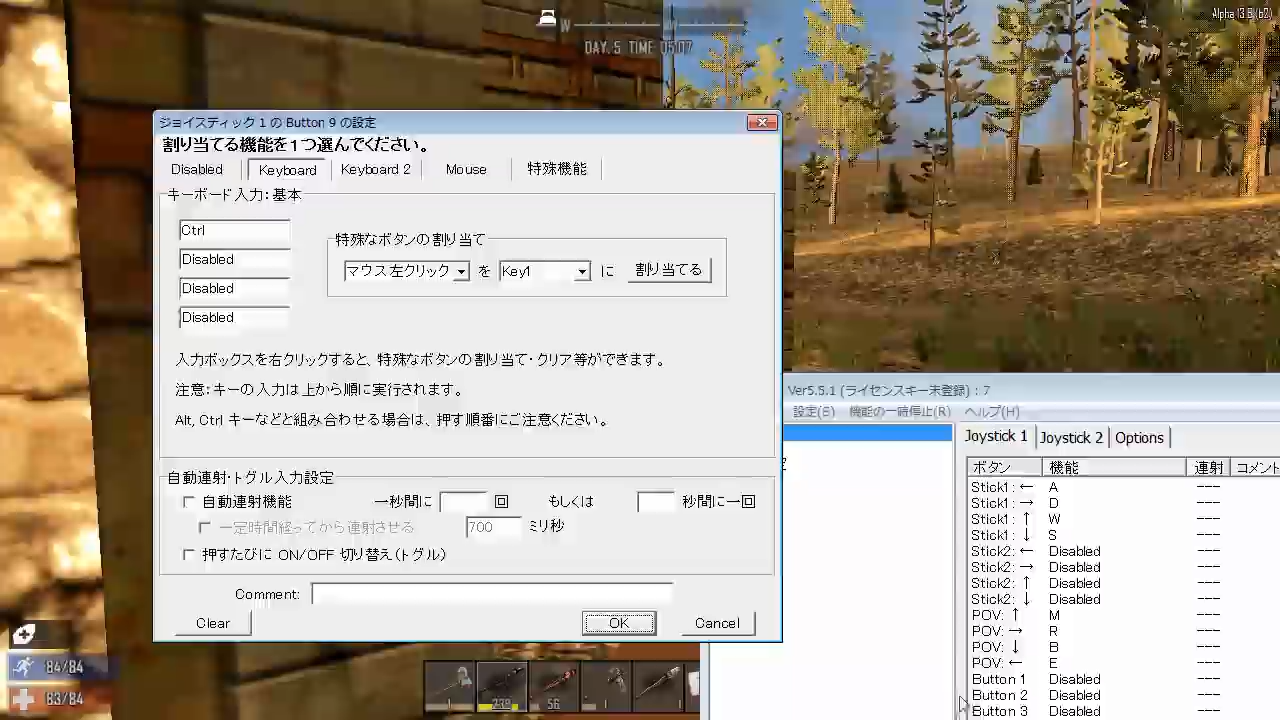 Alpha 13.8 (b2)
W
DAY. 5 TIME 05:07
ジョイスティック 1 の Button 9 の設定
割り当てる機能を1つ選んでください。
Disabled Keyboard Keyboard 2 Mouse 特殊機能
キーボード入力：基本
Ctrl
Disabled
Disabled
Disabled
特殊なボタンの割り当て
マウス左クリック を Key1 に 割り当てる
入力ボックスを右クリックすると、特殊なボタンの割り当て・クリア等ができます。
注意：キーの入力は上から順に実行されます。
Alt, Ctrl キーなどと組み合わせる場合は、押す順番にご注意ください。
自動連射・トグル入力設定
自動連射機能 一秒間に 回 もしくは 秒間に一回
一定時間経ってから連射させる 700 ミリ秒
押すたびに ON/OFF 切り替え(トグル)
Comment:
Clear OK Cancel
Ver5.5.1 (ライセンスキー未登録) : 7
設定(S) 機能の一時停止(R) ヘルプ(H)
Joystick 1 Joystick 2 Options
ボタン 機能 連射 コメント
Stick1: ← A ---
Stick1: → D ---
Stick1: ↑ W ---
Stick1: ↓ S ---
Stick2: ← Disabled ---
Stick2: → Disabled ---
Stick2: ↑ Disabled ---
Stick2: ↓ Disabled ---
POV: ↑ M ---
POV: → R ---
POV: ↓ B ---
POV: ← E ---
Button 1 Disabled ---
Button 2 Disabled ---
Button 3 Disabled ---
84/84
83/84
1 239 56 1 1